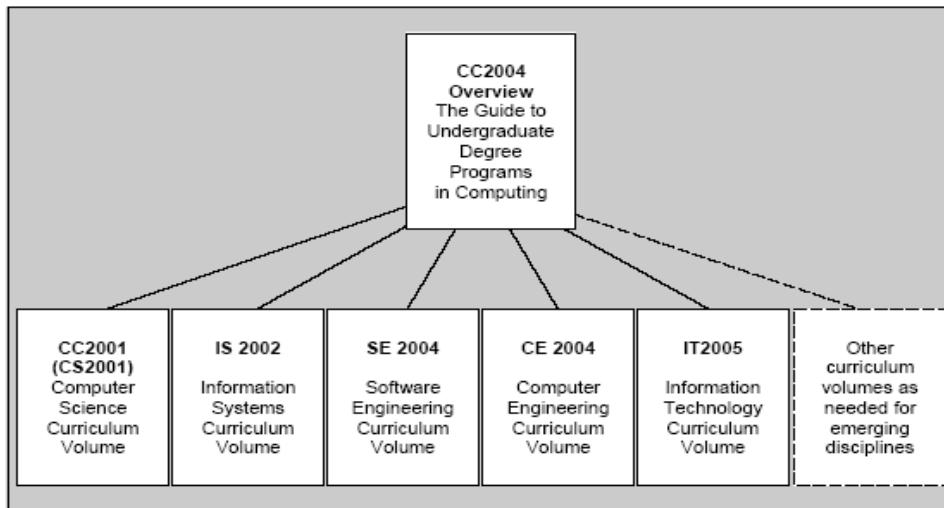 CC2004
Overview
The Guide to
Undergraduate
Degree
Programs
in Computing
CC2001
(CS2001)
Computer
Science
Curriculum
Volume
IS 2002
Information
Systems
Curriculum
Volume
SE 2004
Software
Engineering
Curriculum
Volume
CE 2004
Computer
Engineering
Curriculum
Volume
IT2005
Information
Technology
Curriculum
Volume
Other
curriculum
volumes as
needed for
emerging
disciplines